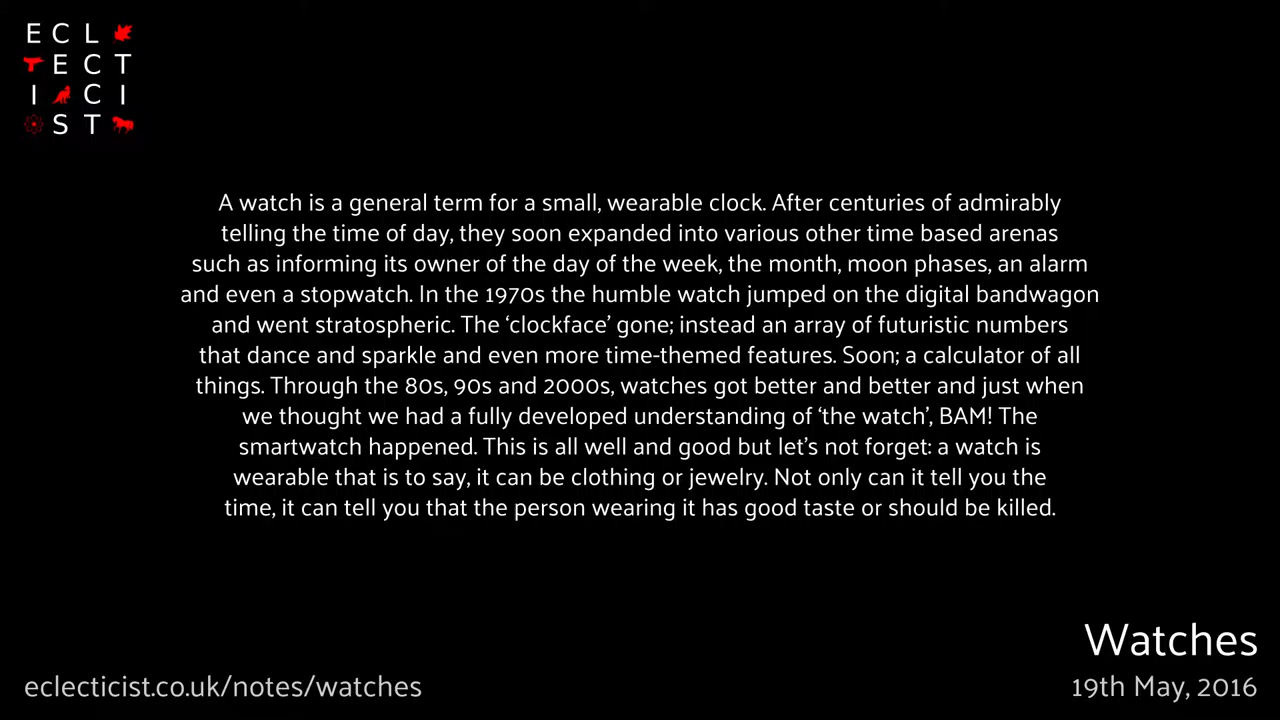 E C L
E C T
I C I
S T
A watch is a general term for a small, wearable clock. After centuries of admirably
telling the time of day, they soon expanded into various other time based arenas
such as informing its owner of the day of the week, the month, moon phases, an alarm
and even a stopwatch. In the 1970s the humble watch jumped on the digital bandwagon
and went stratospheric. The ‘clockface’ gone; instead an array of futuristic numbers
that dance and sparkle and even more time-themed features. Soon; a calculator of all
things. Through the 80s, 90s and 2000s, watches got better and better and just when
we thought we had a fully developed understanding of ‘the watch’, BAM! The
smartwatch happened. This is all well and good but let’s not forget: a watch is
wearable that is to say, it can be clothing or jewelry. Not only can it tell you the
time, it can tell you that the person wearing it has good taste or should be killed.
Watches
eclecticist.co.uk/notes/watches
19th May, 2016